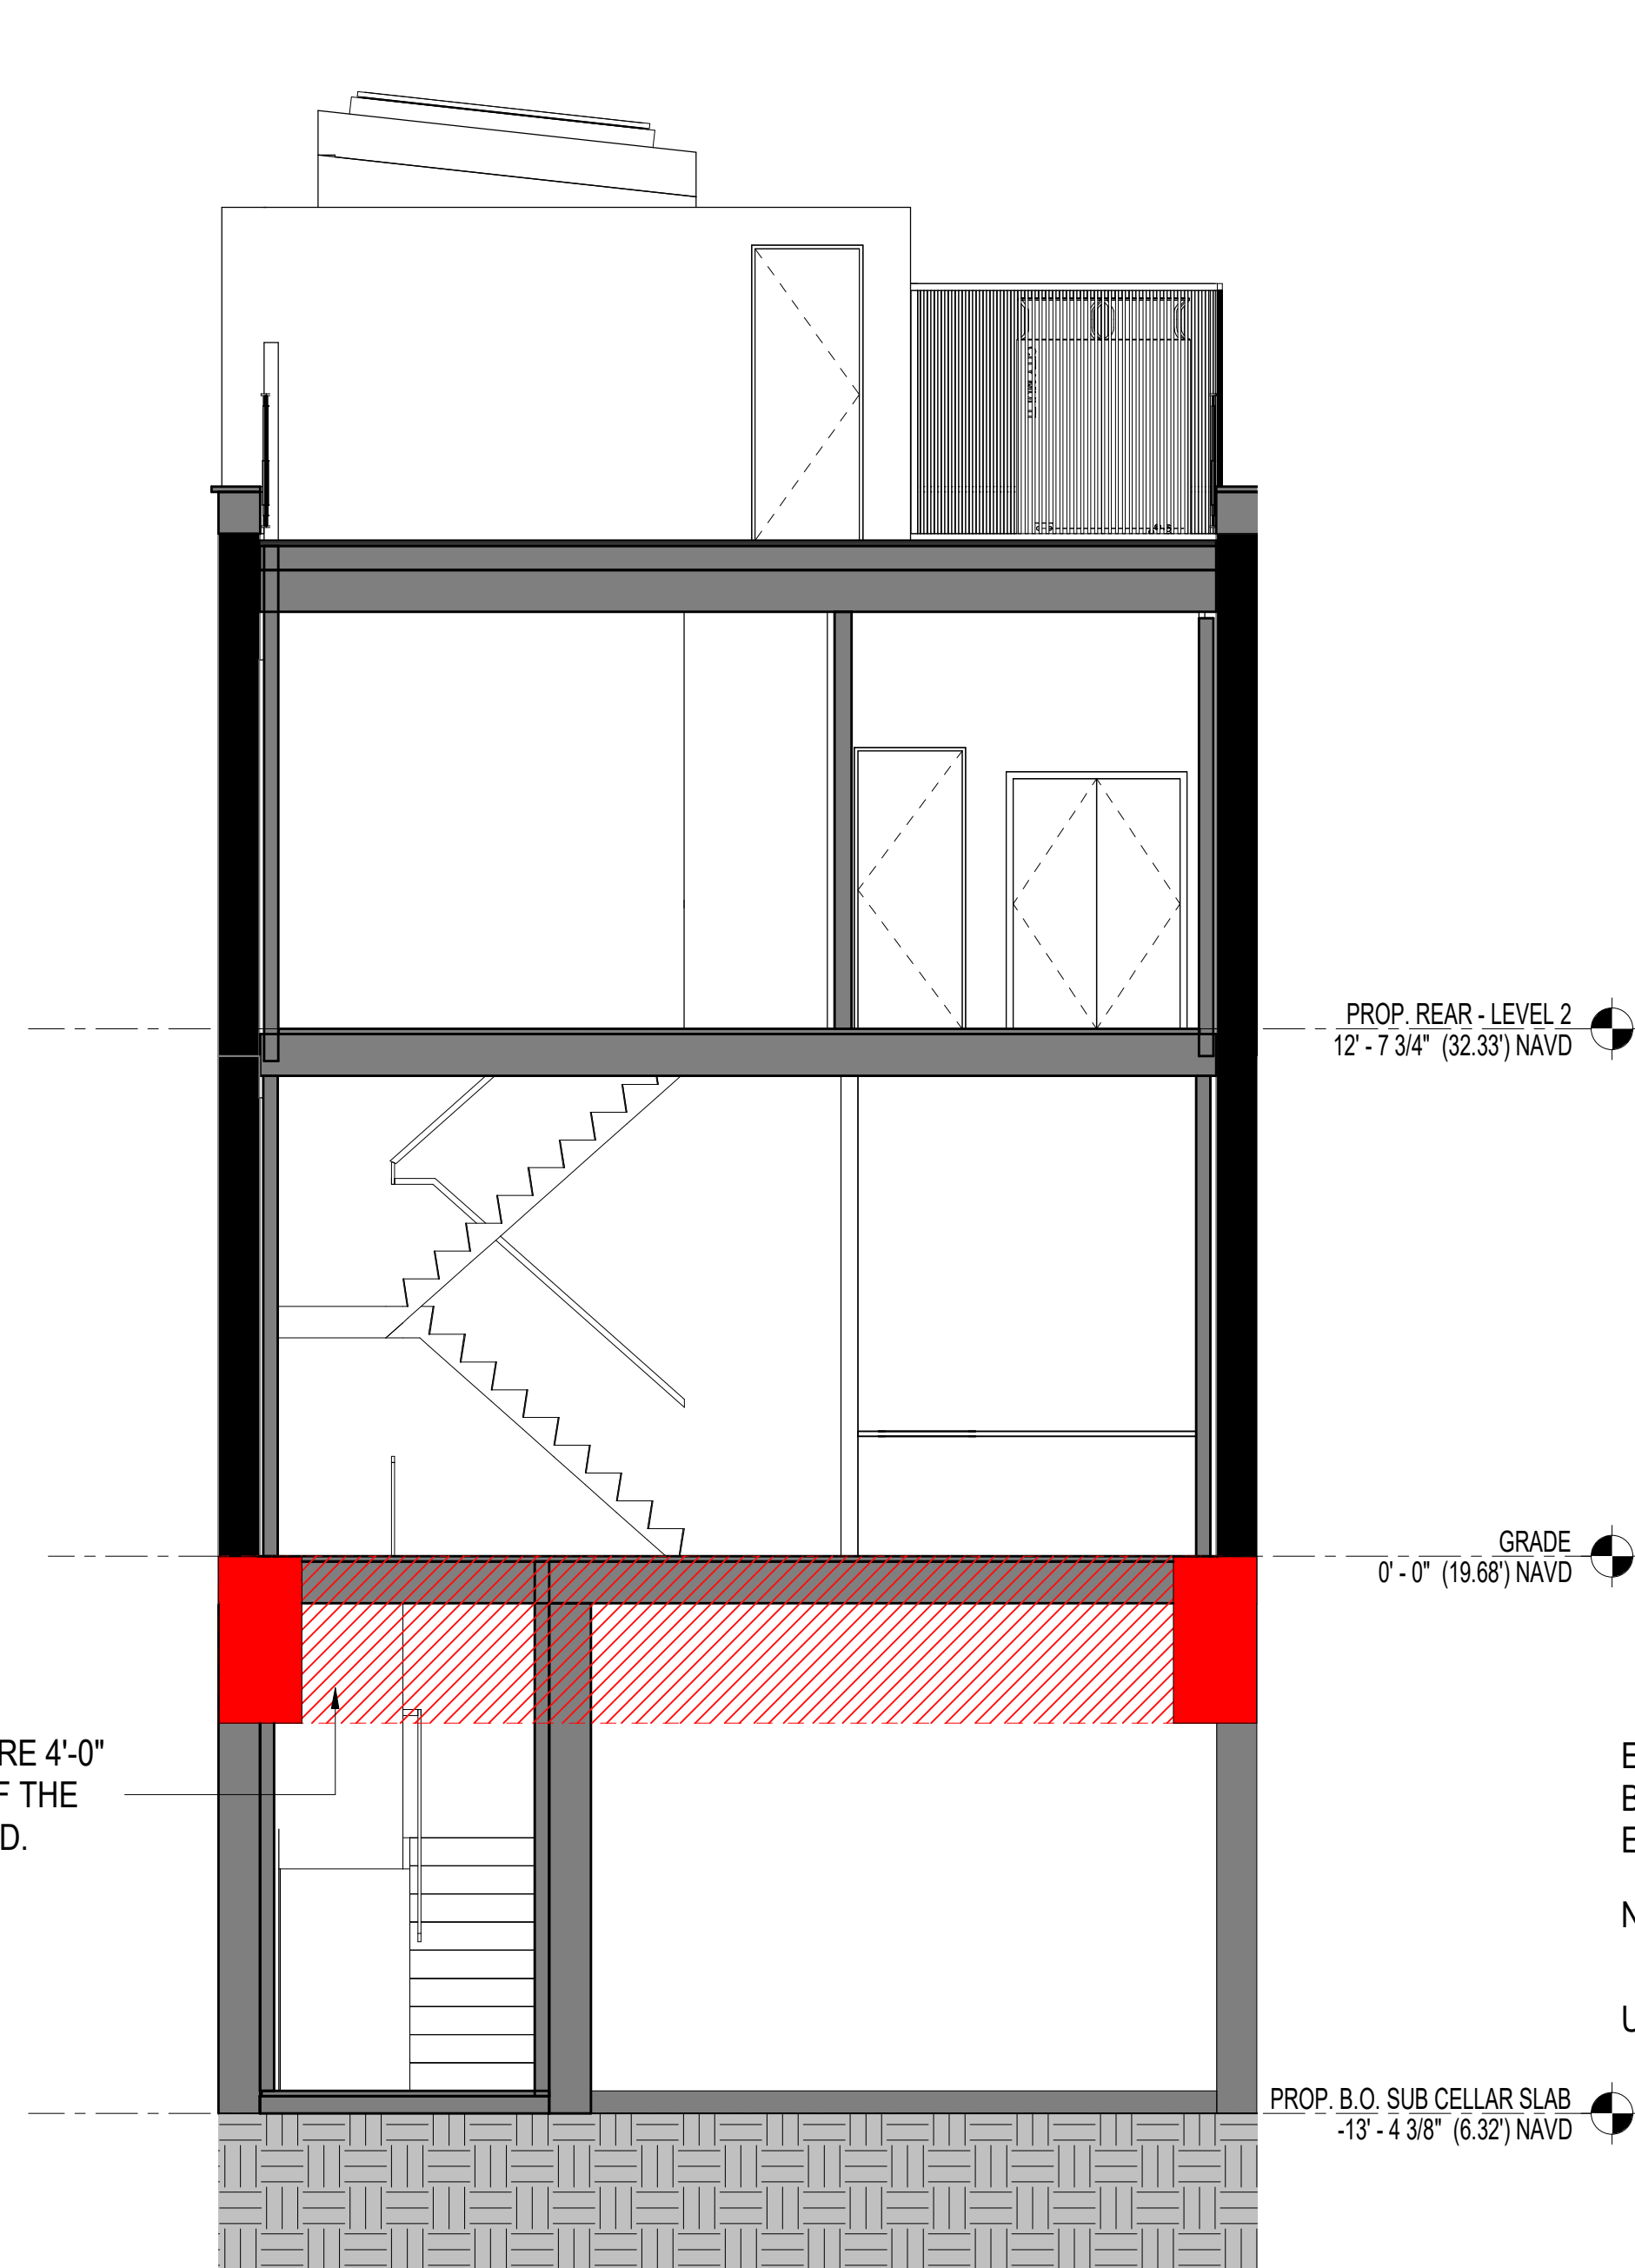 PROP. REAR - LEVEL 2
12' - 7 3/4" (32.33') NAVD
GRADE
0' - 0" (19.68') NAVD
RE 4'-0"
F THE
D.
E
B
E
N
U
PROP. B.O. SUB CELLAR SLAB
-13' - 4 3/8" (6.32') NAVD